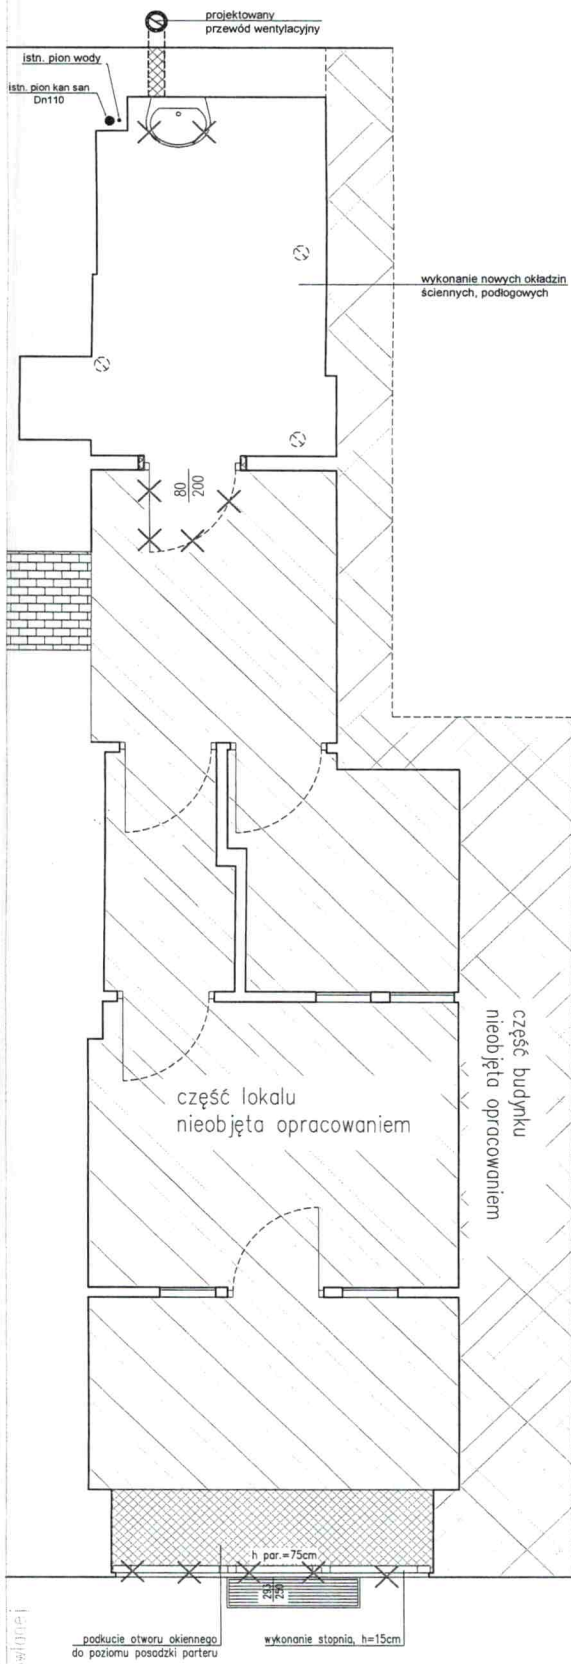 projektowany
przewód wentylacyjny
istn. pion wody
istn. pion kan san
Dn110
wykonanie nowych okładzin
ściennych, podłogowych
80
200
część budynku
nieobjęta opracowaniem
część lokalu
nieobjęta opracowaniem
h par.=75cm
293
250
podkucie otworu okiennego
do poziomu posadzki parteru
wykonanie stopnia, h=15cm